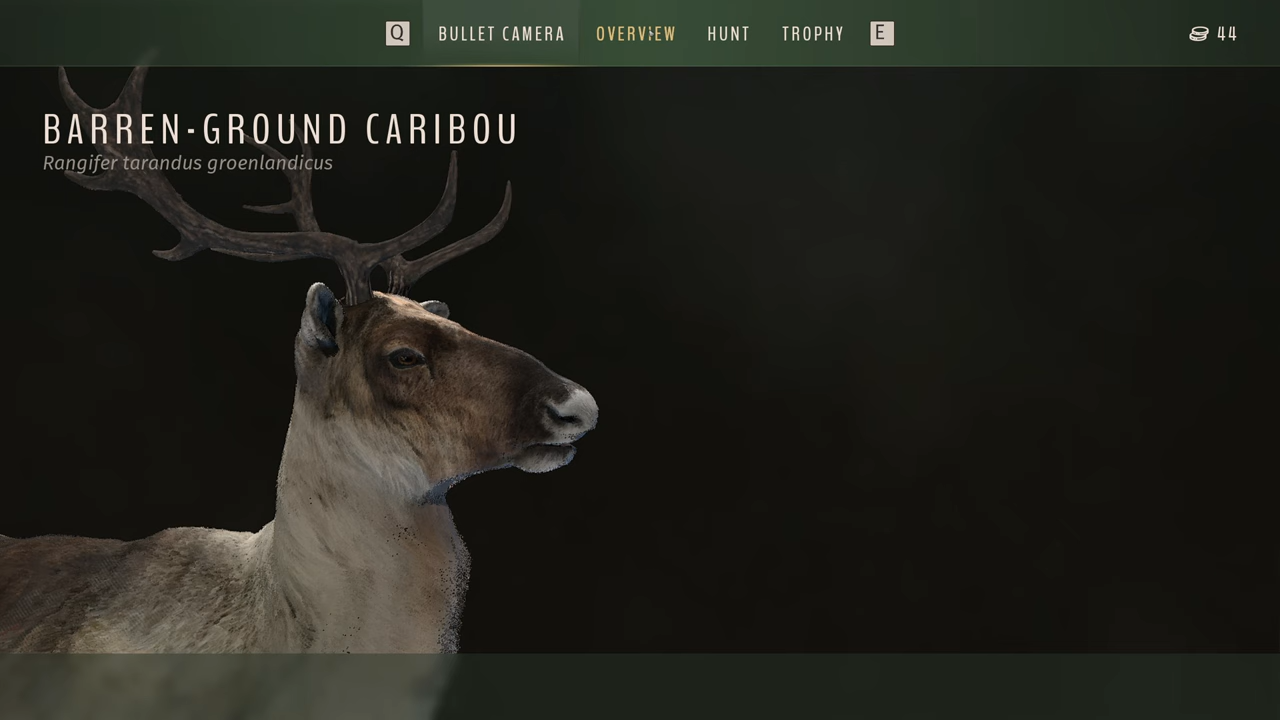 Q BULLET CAMERA OVERVIEW HUNT TROPHY E 44
BARREN-GROUND CARIBOU
Rangifer tarandus groenlandicus